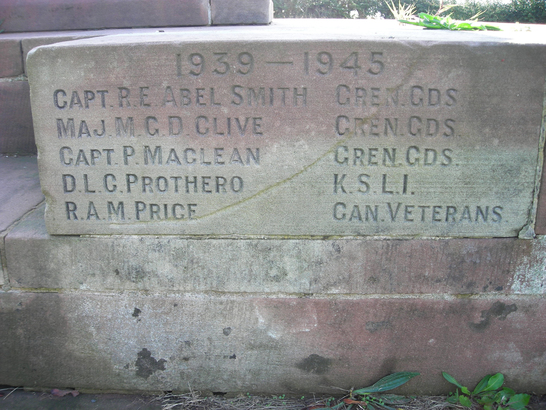 1939 — 1945
CAPT. R. E. ABEL SMITH GREN. GDS.
MAJ. M. G. D. CLIVE GREN. GDS.
CAPT. P. MACLEAN GREN. GDS.
D. L. G. PROTHERO K. S. L. I.
R. A. M. PRICE CAN. VETERANS.